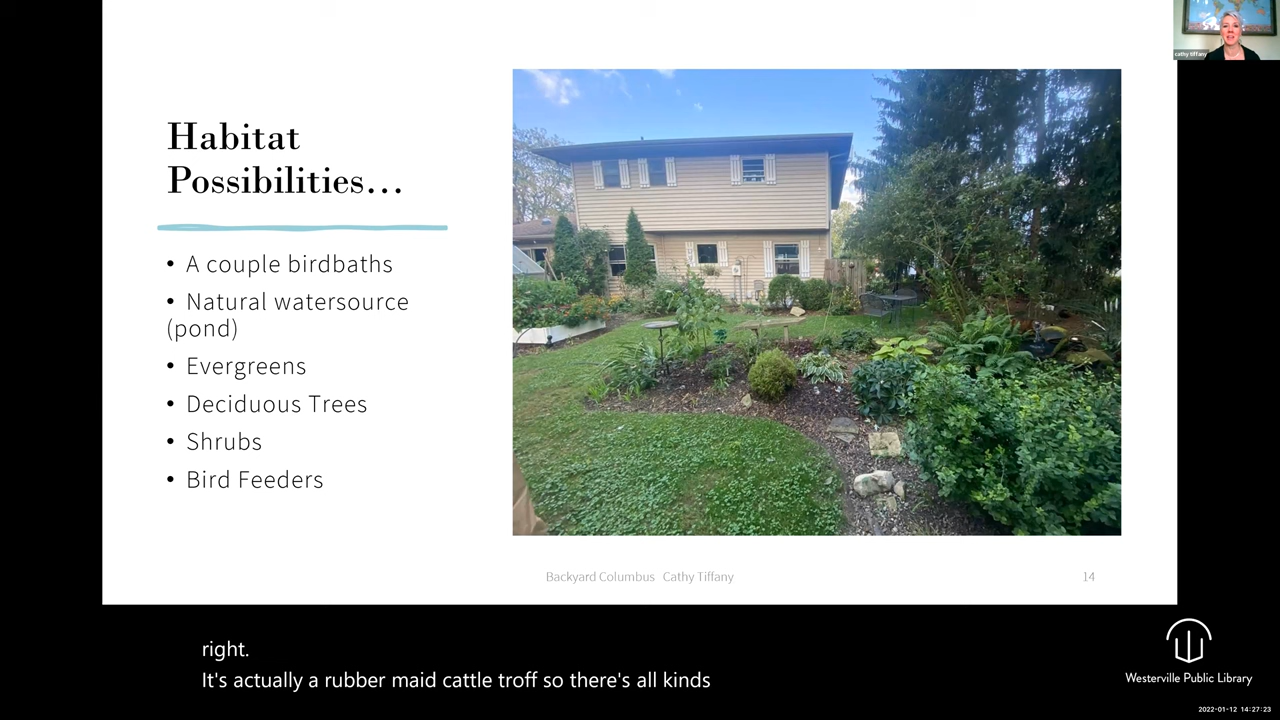 cathy tiffany
Habitat
Possibilities...
• A couple birdbaths
• Natural watersource
(pond)
• Evergreens
• Deciduous Trees
• Shrubs
• Bird Feeders
Backyard Columbus Cathy Tiffany
14
right.
It's actually a rubber maid cattle troff so there's all kinds
Westerville Public Library
2022-01-12 14:27:23